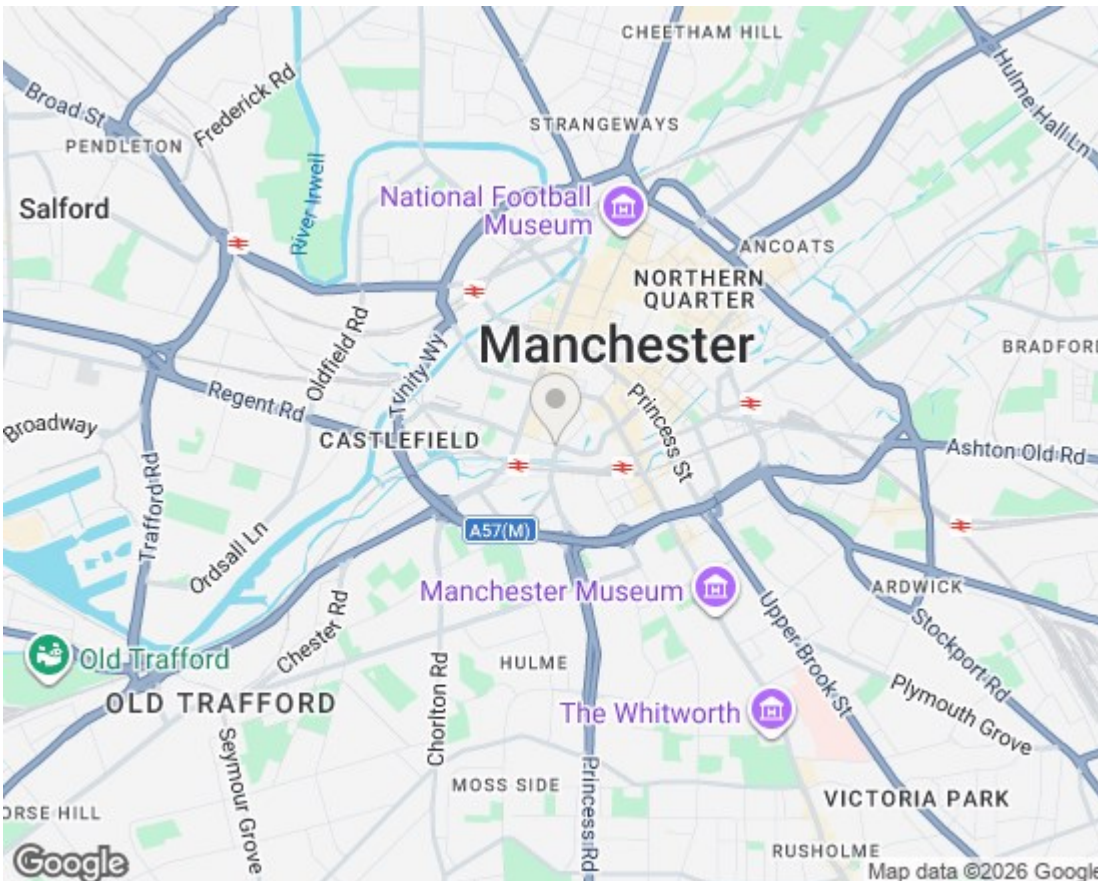 CHEETHAM HILL
Hulme Hall Ln
Broad St
Frederick Rd
STRANGEWAYS
PENDLETON
National Football
Museum
Salford
River Irwell
ANCOATS
NORTHERN
QUARTER
Manchester
BRADFORD
Oldfield Rd
Trinity Wy
Regent Rd
Princess St
Broadway
CASTLEFIELD
Ashton Old Rd
Trafford Rd
A57(M)
Ordsall Ln
Manchester Museum
ARDWICK
Chester Rd
Upper Brook St
Stockport Rd
Old Trafford
HULME
OLD TRAFFORD
Chorlton Rd
The Whitworth
Plymouth Grove
Seymour Grove
Princess Rd
MOSS SIDE
VICTORIA PARK
ORSE HILL
RUSHOLME
Google
Map data ©2026 Google